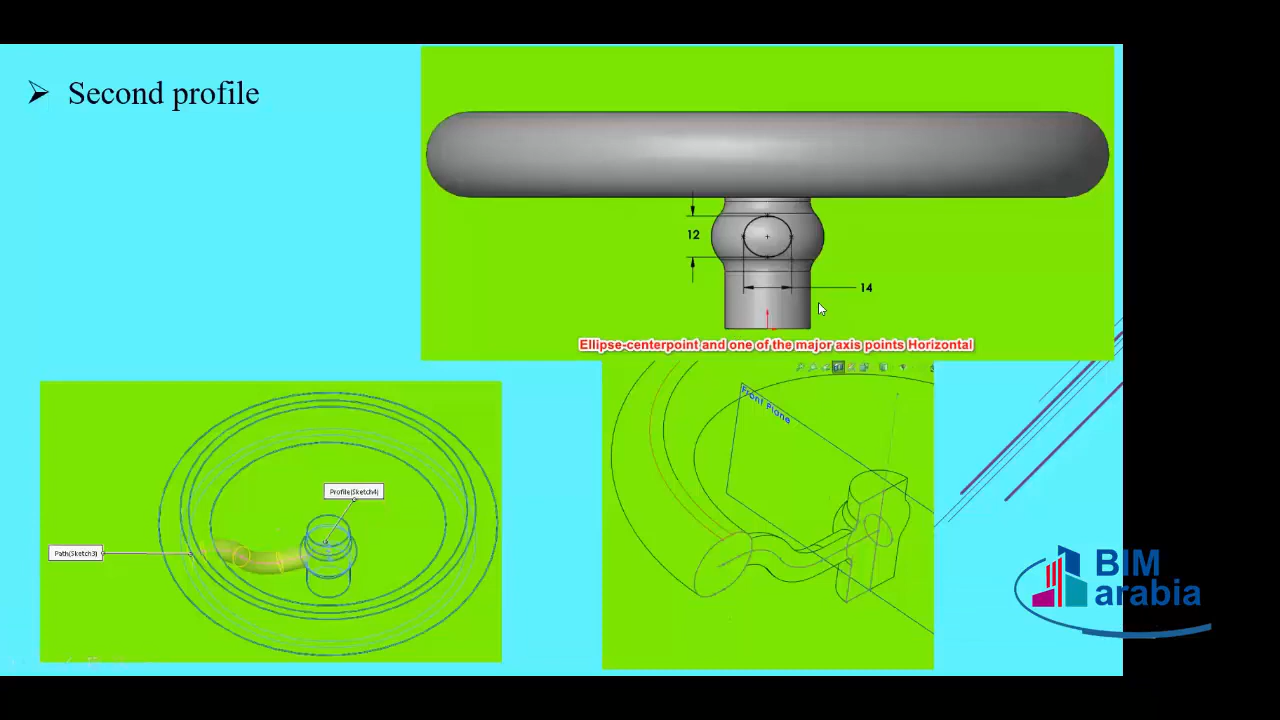 Second profile
12
14
Ellipse-centerpoint and one of the major axis points Horizontal
Front Plane
Profile(Sketch4)
Path(Sketch3)
BIM
arabia